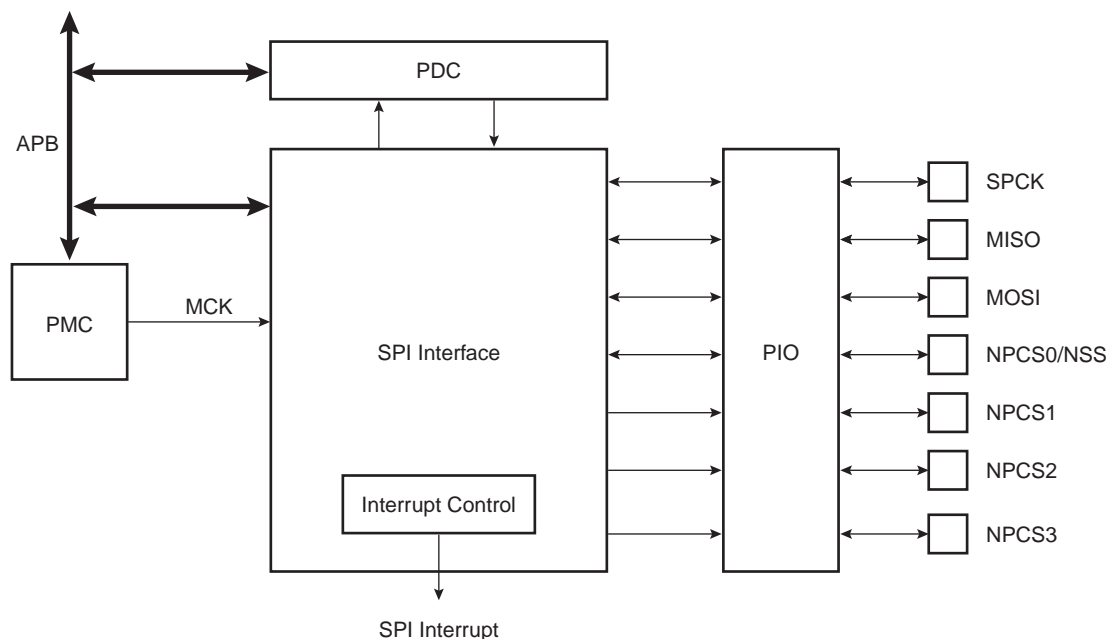 PDC
APB
SPCK
MISO
MOSI
PMC
MCK
SPI Interface
PIO
NPCS0/NSS
NPCS1
NPCS2
Interrupt Control
NPCS3
SPI Interrupt